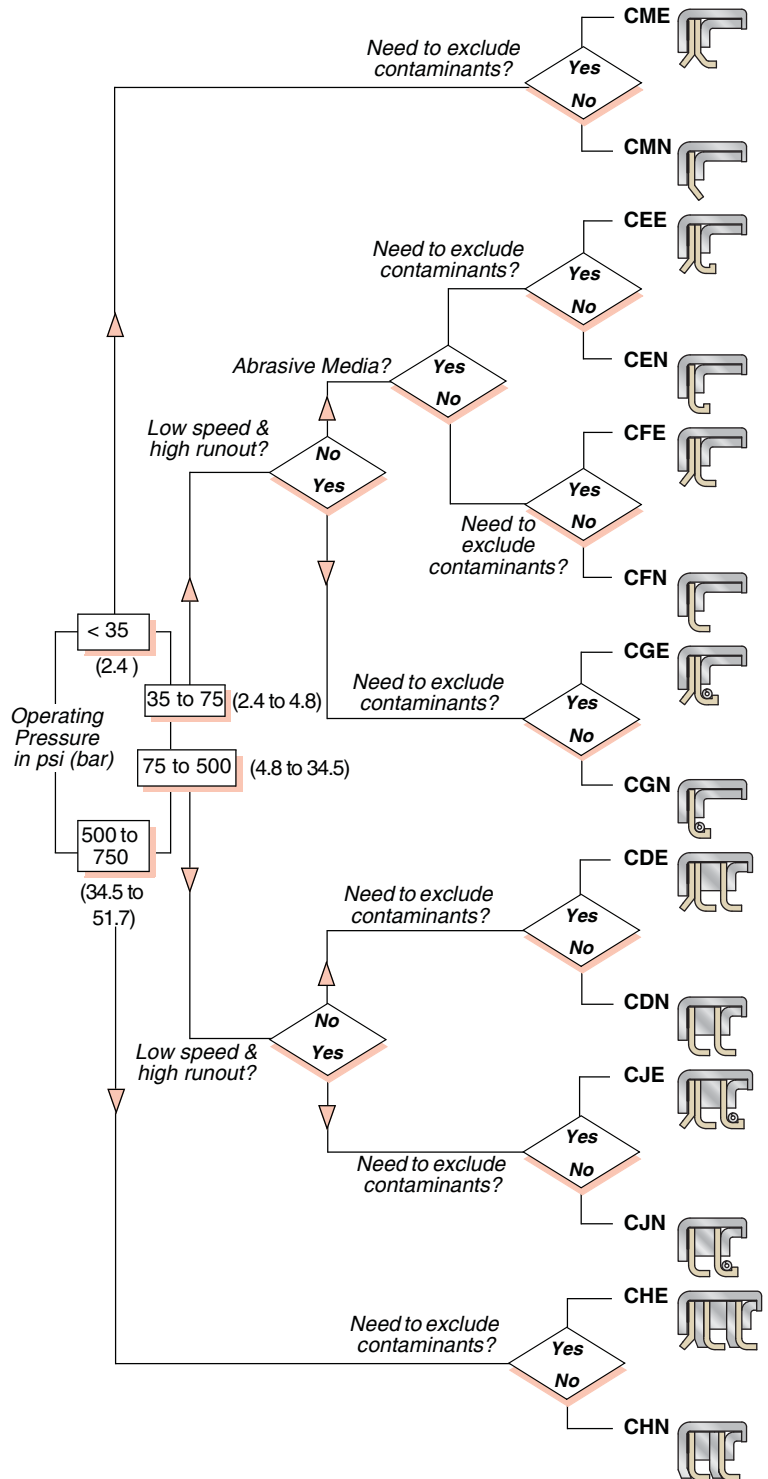 CME
Need to exclude
contaminants?
Yes
No
CMN
CEE
Need to exclude
contaminants?
Yes
No
CEN
Abrasive Media?
Yes
No
CFE
Low speed &
high runout?
No
Yes
Yes
No
Need to
exclude
contaminants?
CFN
< 35
(2.4 )
CGE
35 to 75 (2.4 to 4.8)
Need to exclude
contaminants?
Yes
No
Operating
Pressure
in psi (bar)
75 to 500 (4.8 to 34.5)
CGN
500 to
750
(34.5 to
51.7)
CDE
Need to exclude
contaminants?
Yes
No
CDN
No
Yes
Low speed &
high runout?
CJE
Yes
No
Need to exclude
contaminants?
CJN
CHE
Need to exclude
contaminants?
Yes
No
CHN